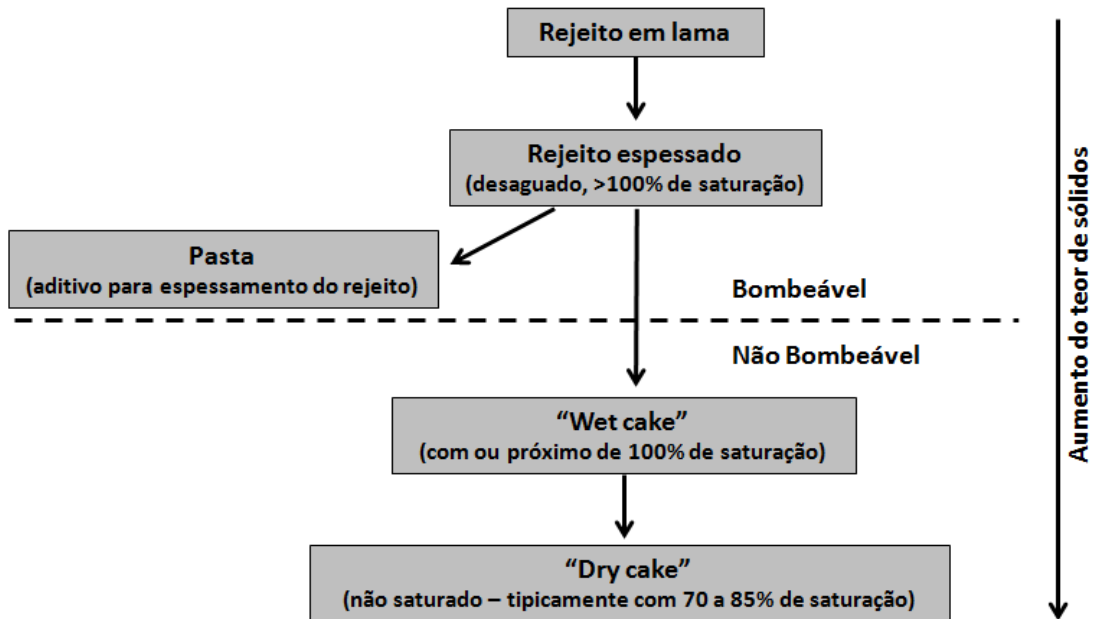 Rejeito em lama
Rejeito espessado
(desaguado, >100% de saturação)
Pasta
(aditivo para espessamento do rejeito)
Bombeável
Não Bombeável
“Wet cake”
(com ou próximo de 100% de saturação)
“Dry cake”
(não saturado – tipicamente com 70 a 85% de saturação)
Aumento do teor de sólidos